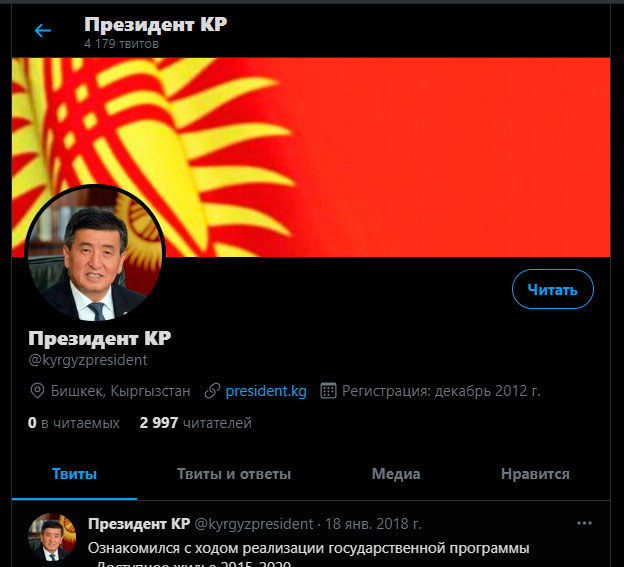 Президент КР
4 179 твитов
Читать
Президент КР
@kyrgyzpresident
Бишкек, Кыргызстан president.kg Регистрация: декабрь 2012 г.
0 в читаемых 2 997 читателей
Твиты Твиты и ответы Медиа Нравится
Президент КР @kyrgyzpresident · 18 янв. 2018 г.
Ознакомился с ходом реализации государственной программы
«Доступное жилье 2015-2020